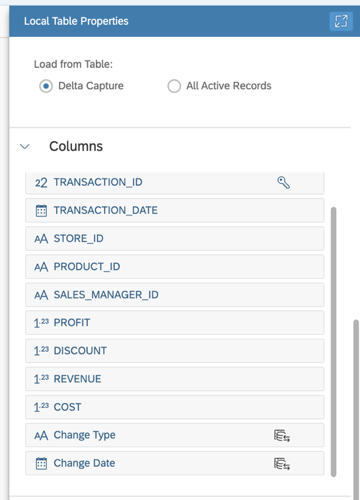 Local Table Properties
Load from Table:
Delta Capture
All Active Records
Columns
22 TRANSACTION_ID
TRANSACTION_DATE
AA STORE_ID
AA PRODUCT_ID
AA SALES_MANAGER_ID
1.23 PROFIT
1.23 DISCOUNT
1.23 REVENUE
1.23 COST
AA Change Type
Change Date